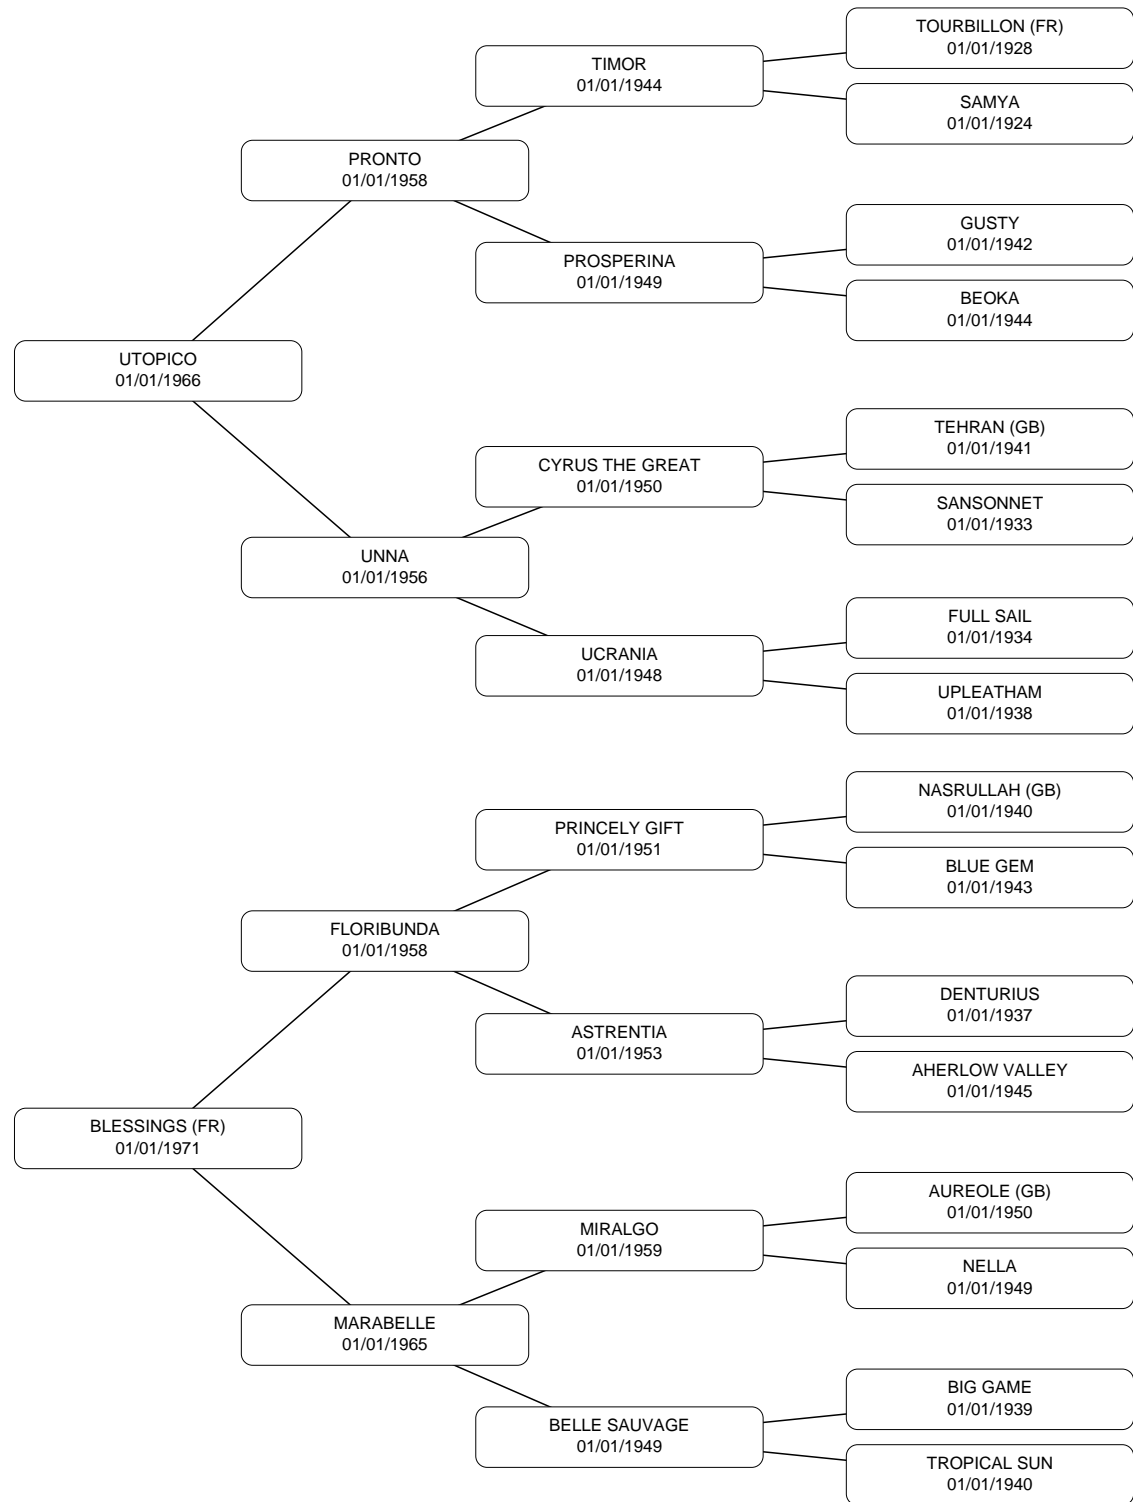 TOURBILLON (FR)
01/01/1928
TIMOR
01/01/1944
SAMYA
01/01/1924
PRONTO
01/01/1958
GUSTY
01/01/1942
PROSPERINA
01/01/1949
BEOKA
01/01/1944
UTOPICO
01/01/1966
TEHRAN (GB)
01/01/1941
CYRUS THE GREAT
01/01/1950
SANSONNET
01/01/1933
UNNA
01/01/1956
FULL SAIL
01/01/1934
UCRANIA
01/01/1948
UPLEATHAM
01/01/1938
NASRULLAH (GB)
01/01/1940
PRINCELY GIFT
01/01/1951
BLUE GEM
01/01/1943
FLORIBUNDA
01/01/1958
DENTURIUS
01/01/1937
ASTRENTIA
01/01/1953
AHERLOW VALLEY
01/01/1945
BLESSINGS (FR)
01/01/1971
AUREOLE (GB)
01/01/1950
MIRALGO
01/01/1959
NELLA
01/01/1949
MARABELLE
01/01/1965
BIG GAME
01/01/1939
BELLE SAUVAGE
01/01/1949
TROPICAL SUN
01/01/1940